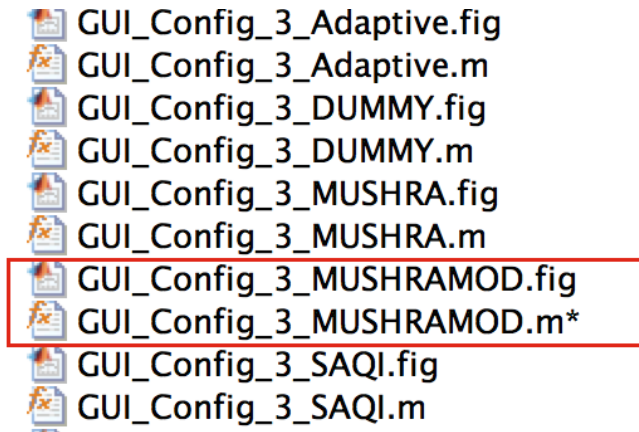 GUI_Config_3_Adaptive.fig
GUI_Config_3_Adaptive.m
GUI_Config_3_DUMMY.fig
GUI_Config_3_DUMMY.m
GUI_Config_3_MUSHRA.fig
GUI_Config_3_MUSHRA.m
GUI_Config_3_MUSHRAMOD.fig
GUI_Config_3_MUSHRAMOD.m*
GUI_Config_3_SAQI.fig
GUI_Config_3_SAQI.m